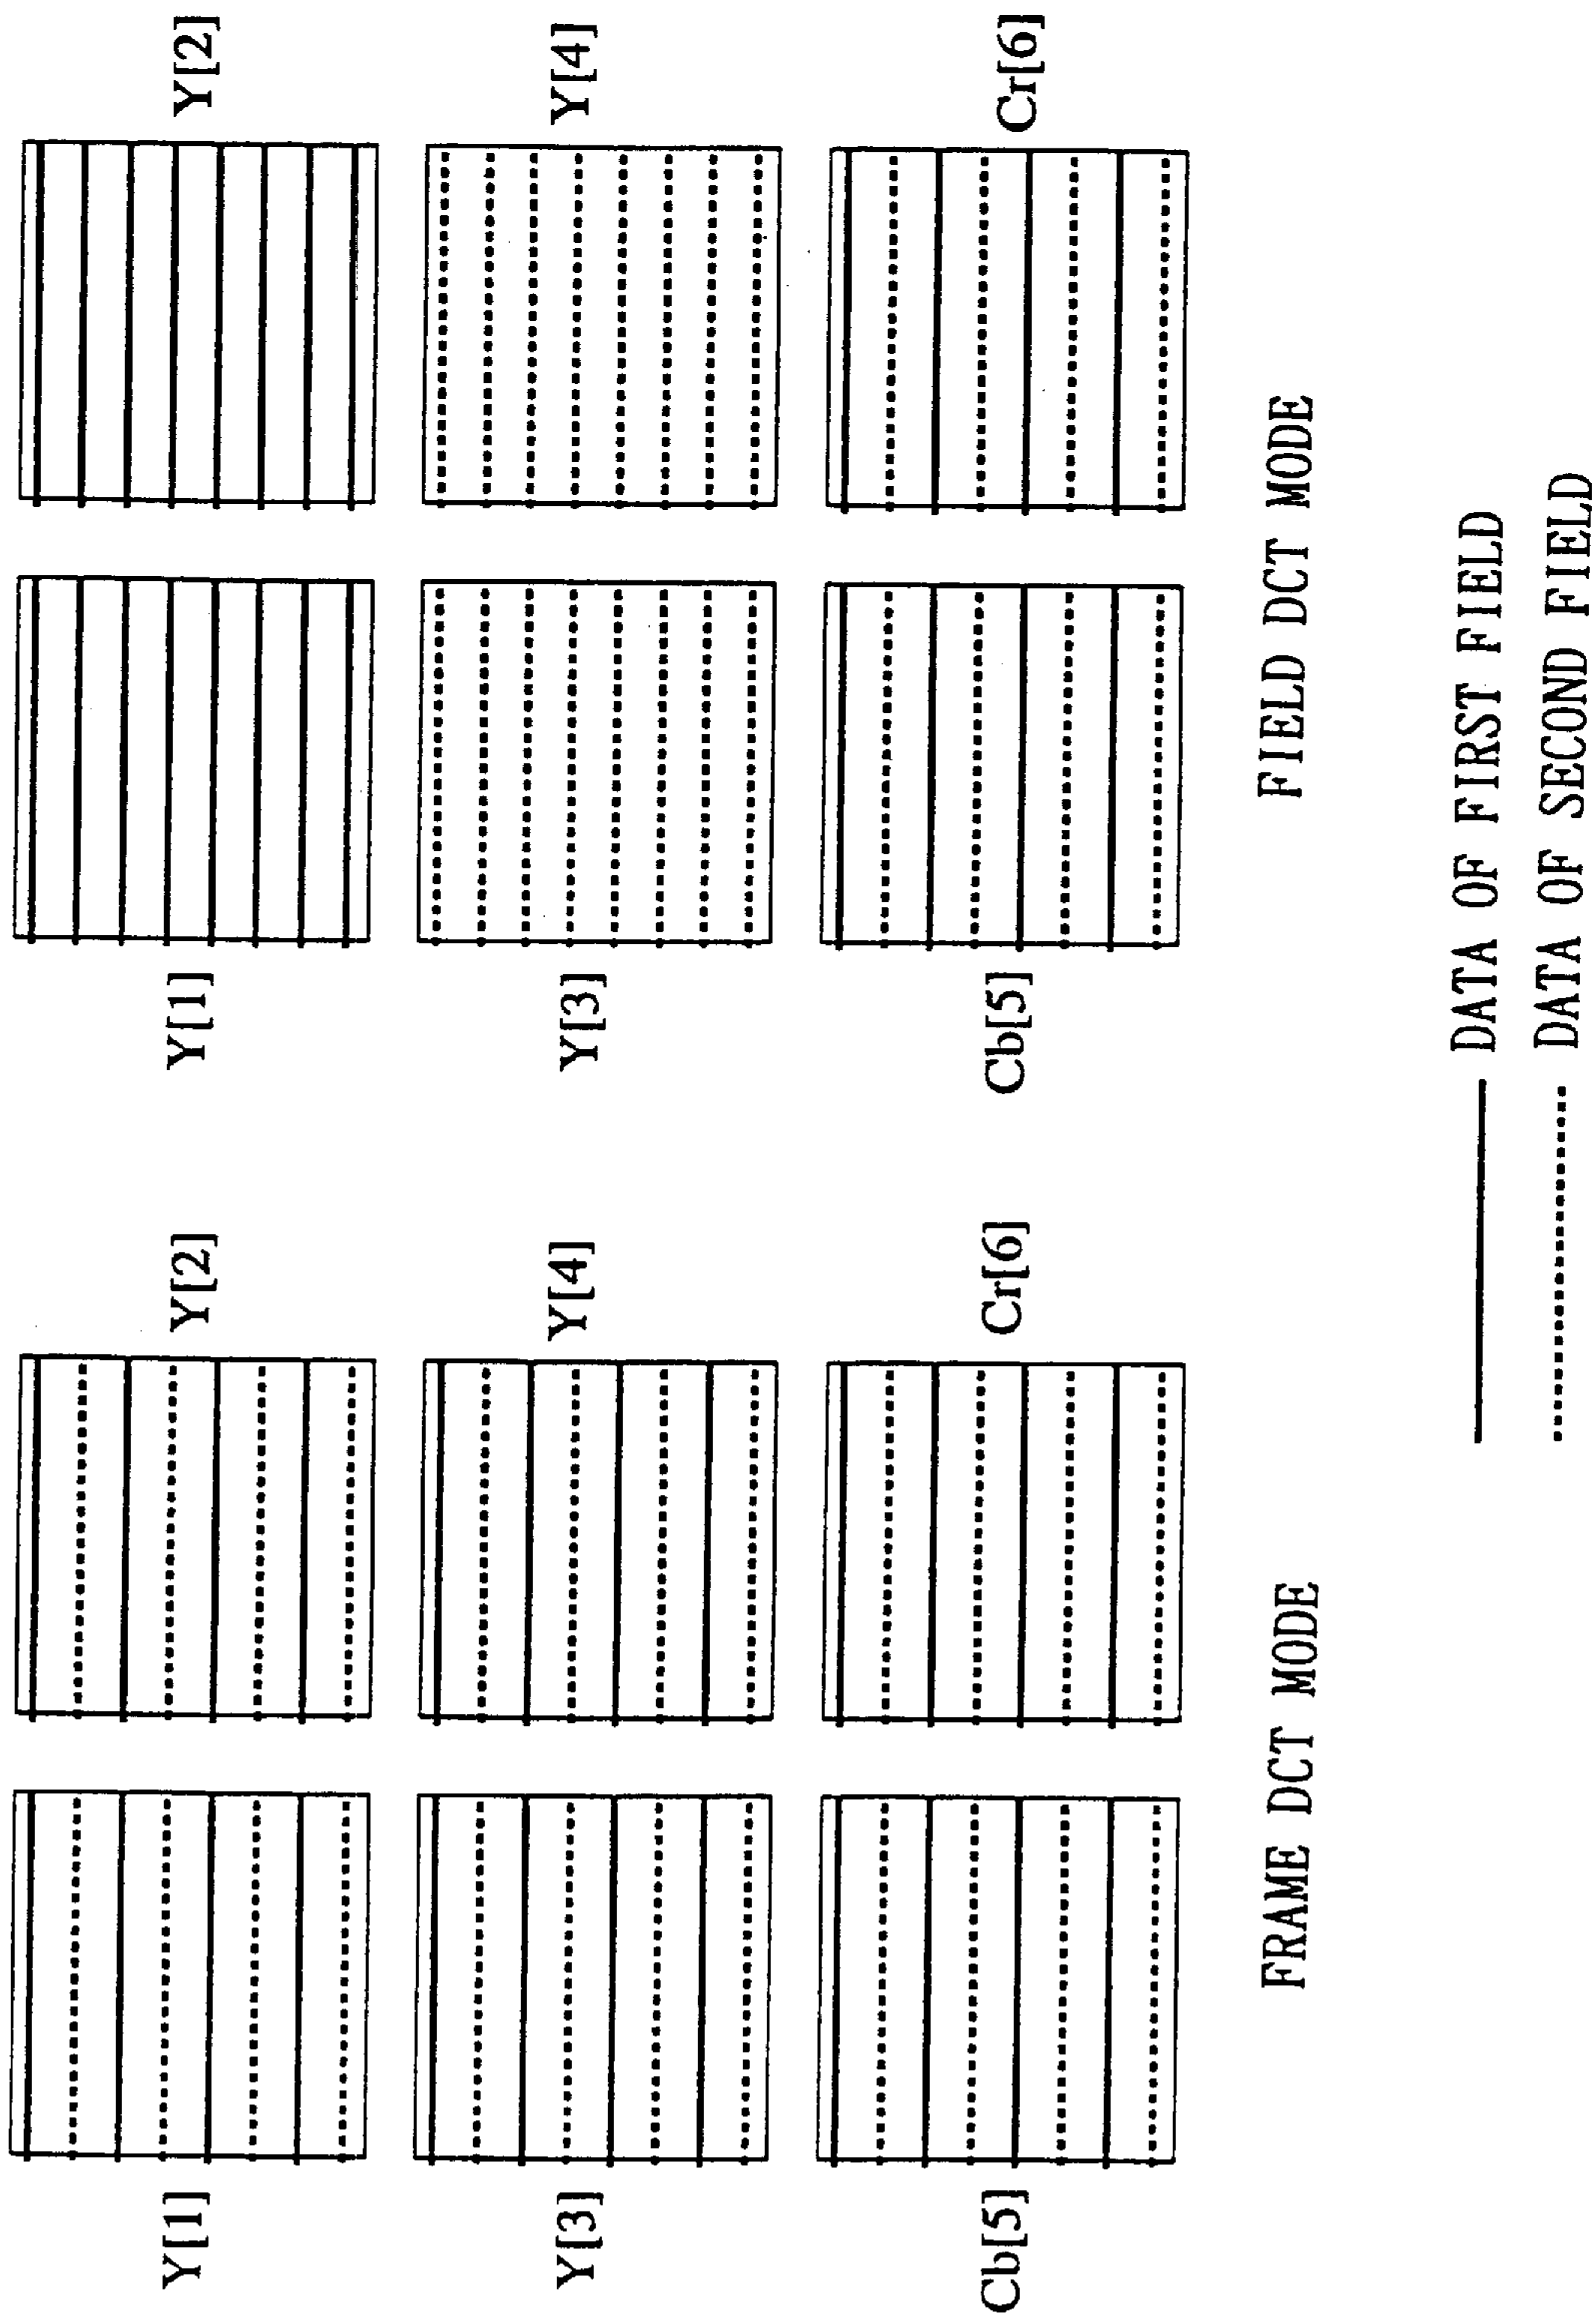 Y[1]
Y[2]
Y[1]
Y[2]
Y[3]
Y[4]
Y[3]
Y[4]
Cb[5]
Cr[6]
Cb[5]
Cr[6]
FRAME DCT MODE
FIELD DCT MODE
DATA OF FIRST FIELD
DATA OF SECOND FIELD